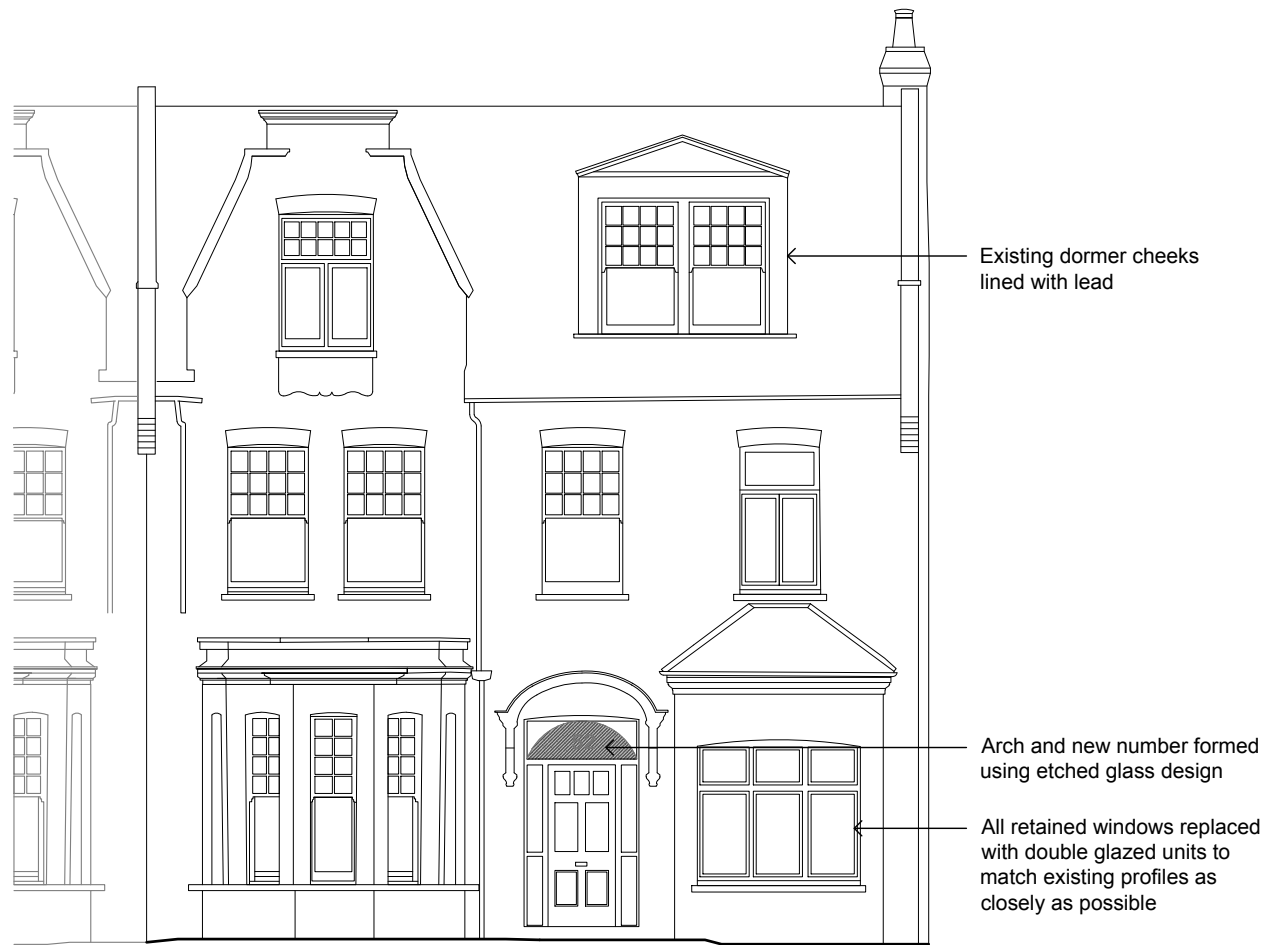 Existing dormer cheeks
lined with lead
Arch and new number formed
using etched glass design
All retained windows replaced
with double glazed units to
match existing profiles as
closely as possible